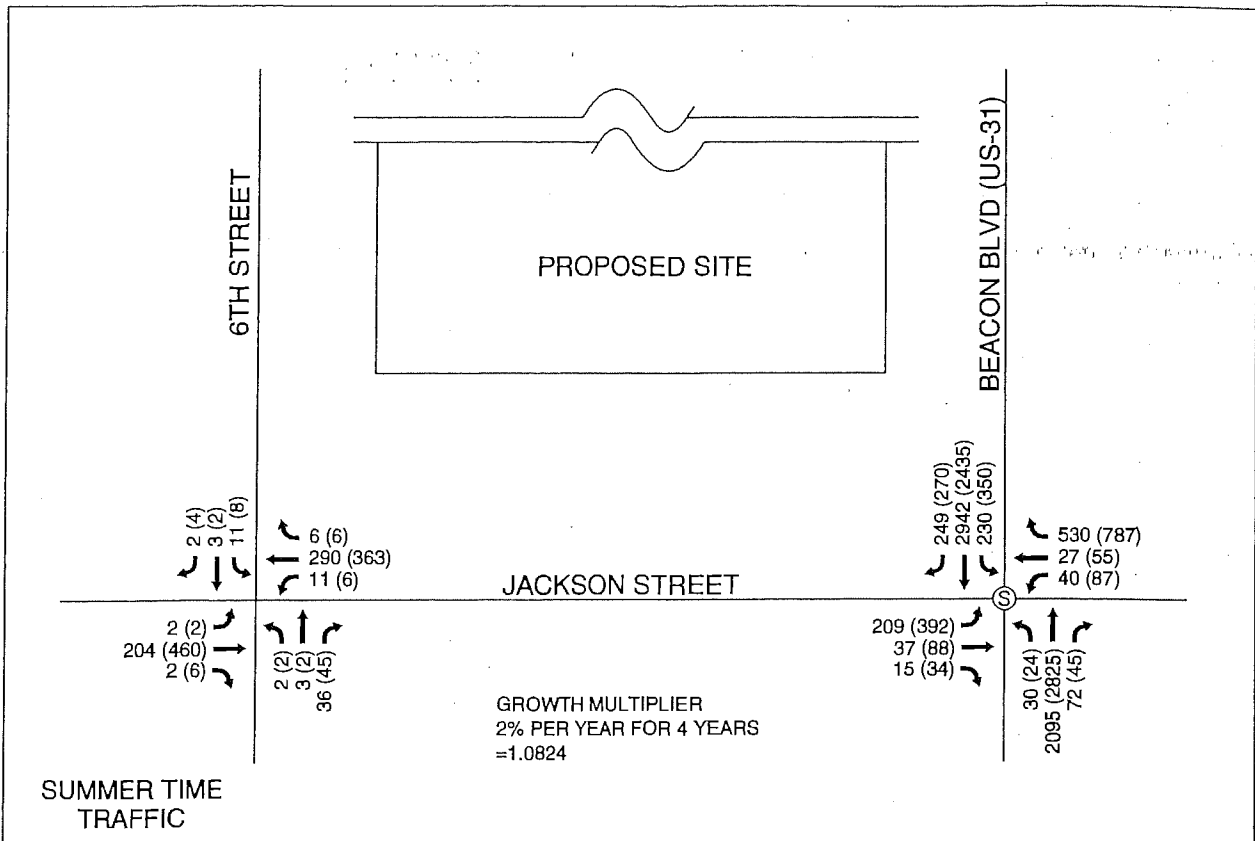 6TH STREET
PROPOSED SITE
BEACON BLVD (US-31)
2 (4)
3 (2)
11 (8)
6 (6)
290 (363)
11 (6)
JACKSON STREET
249 (270)
2942 (2435)
230 (350)
530 (787)
27 (55)
40 (87)
S
2 (2)
204 (460)
2 (6)
2 (2)
3 (2)
36 (45)
209 (392)
37 (88)
15 (34)
30 (24)
2095 (2825)
72 (45)
GROWTH MULTIPLIER
2% PER YEAR FOR 4 YEARS
=1.0824
SUMMER TIME
TRAFFIC